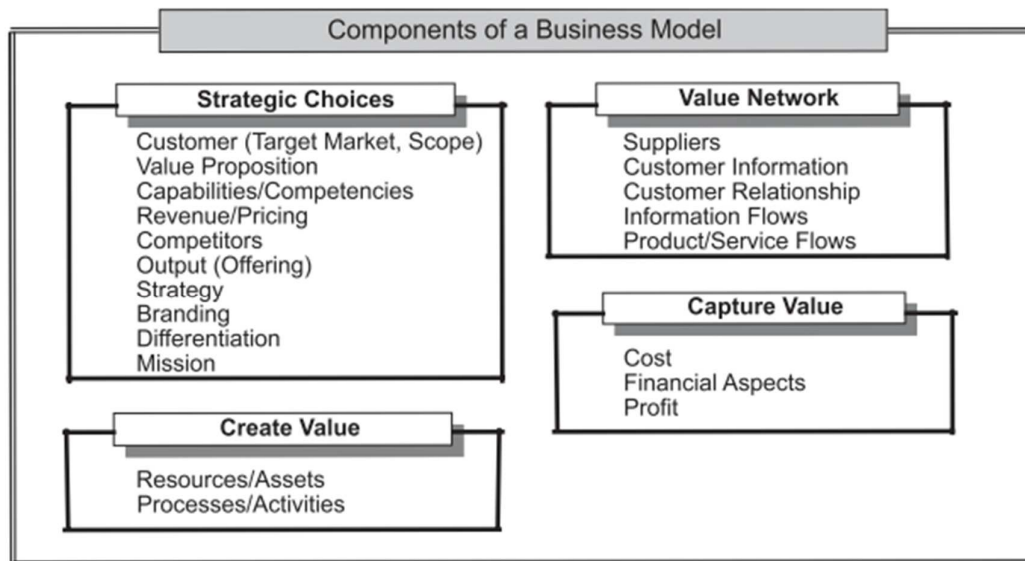 Components of a Business Model
Strategic Choices
Customer (Target Market, Scope)
Value Proposition
Capabilities/Competencies
Revenue/Pricing
Competitors
Output (Offering)
Strategy
Branding
Differentiation
Mission
Create Value
Resources/Assets
Processes/Activities
Value Network
Suppliers
Customer Information
Customer Relationship
Information Flows
Product/Service Flows
Capture Value
Cost
Financial Aspects
Profit